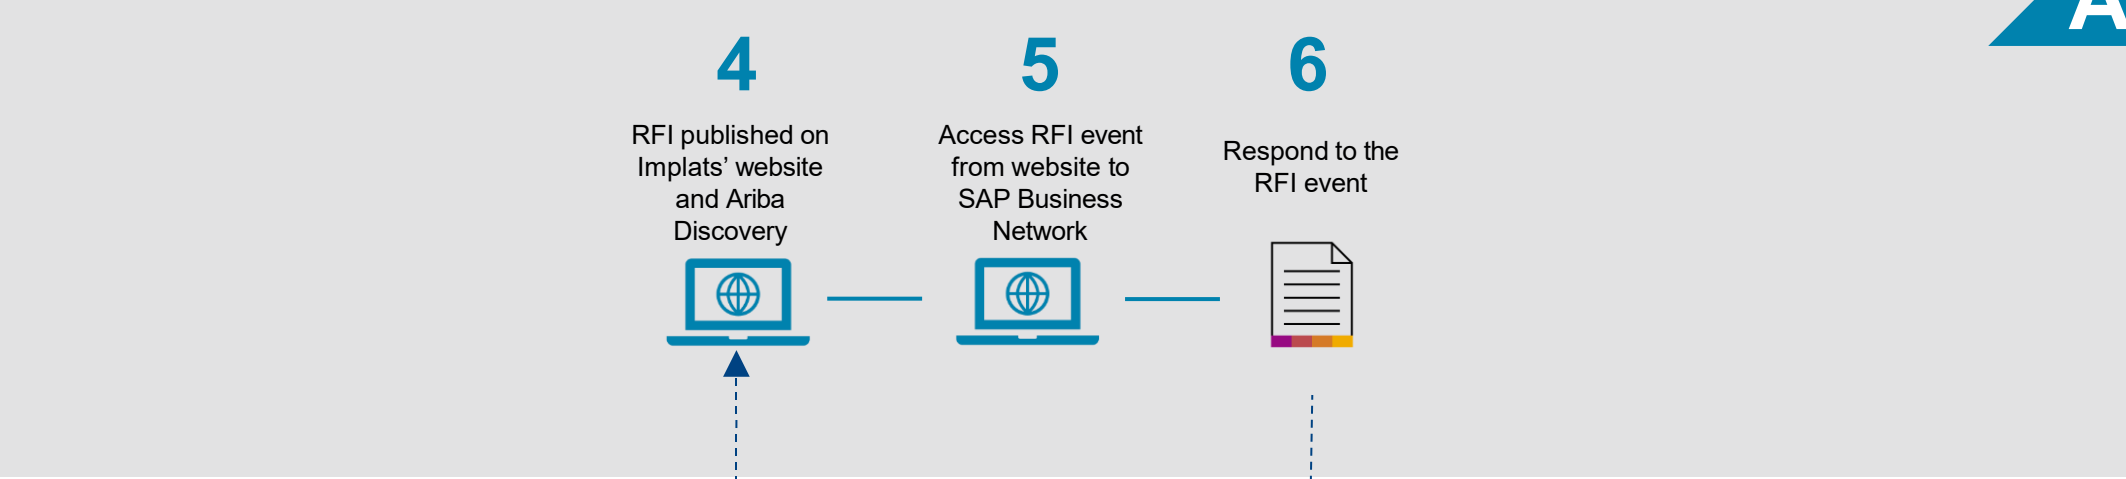 4
RFI published on
Implats’ website
and Ariba
Discovery
5
Access RFI event
from website to
SAP Business
Network
6
Respond to the
RFI event
A